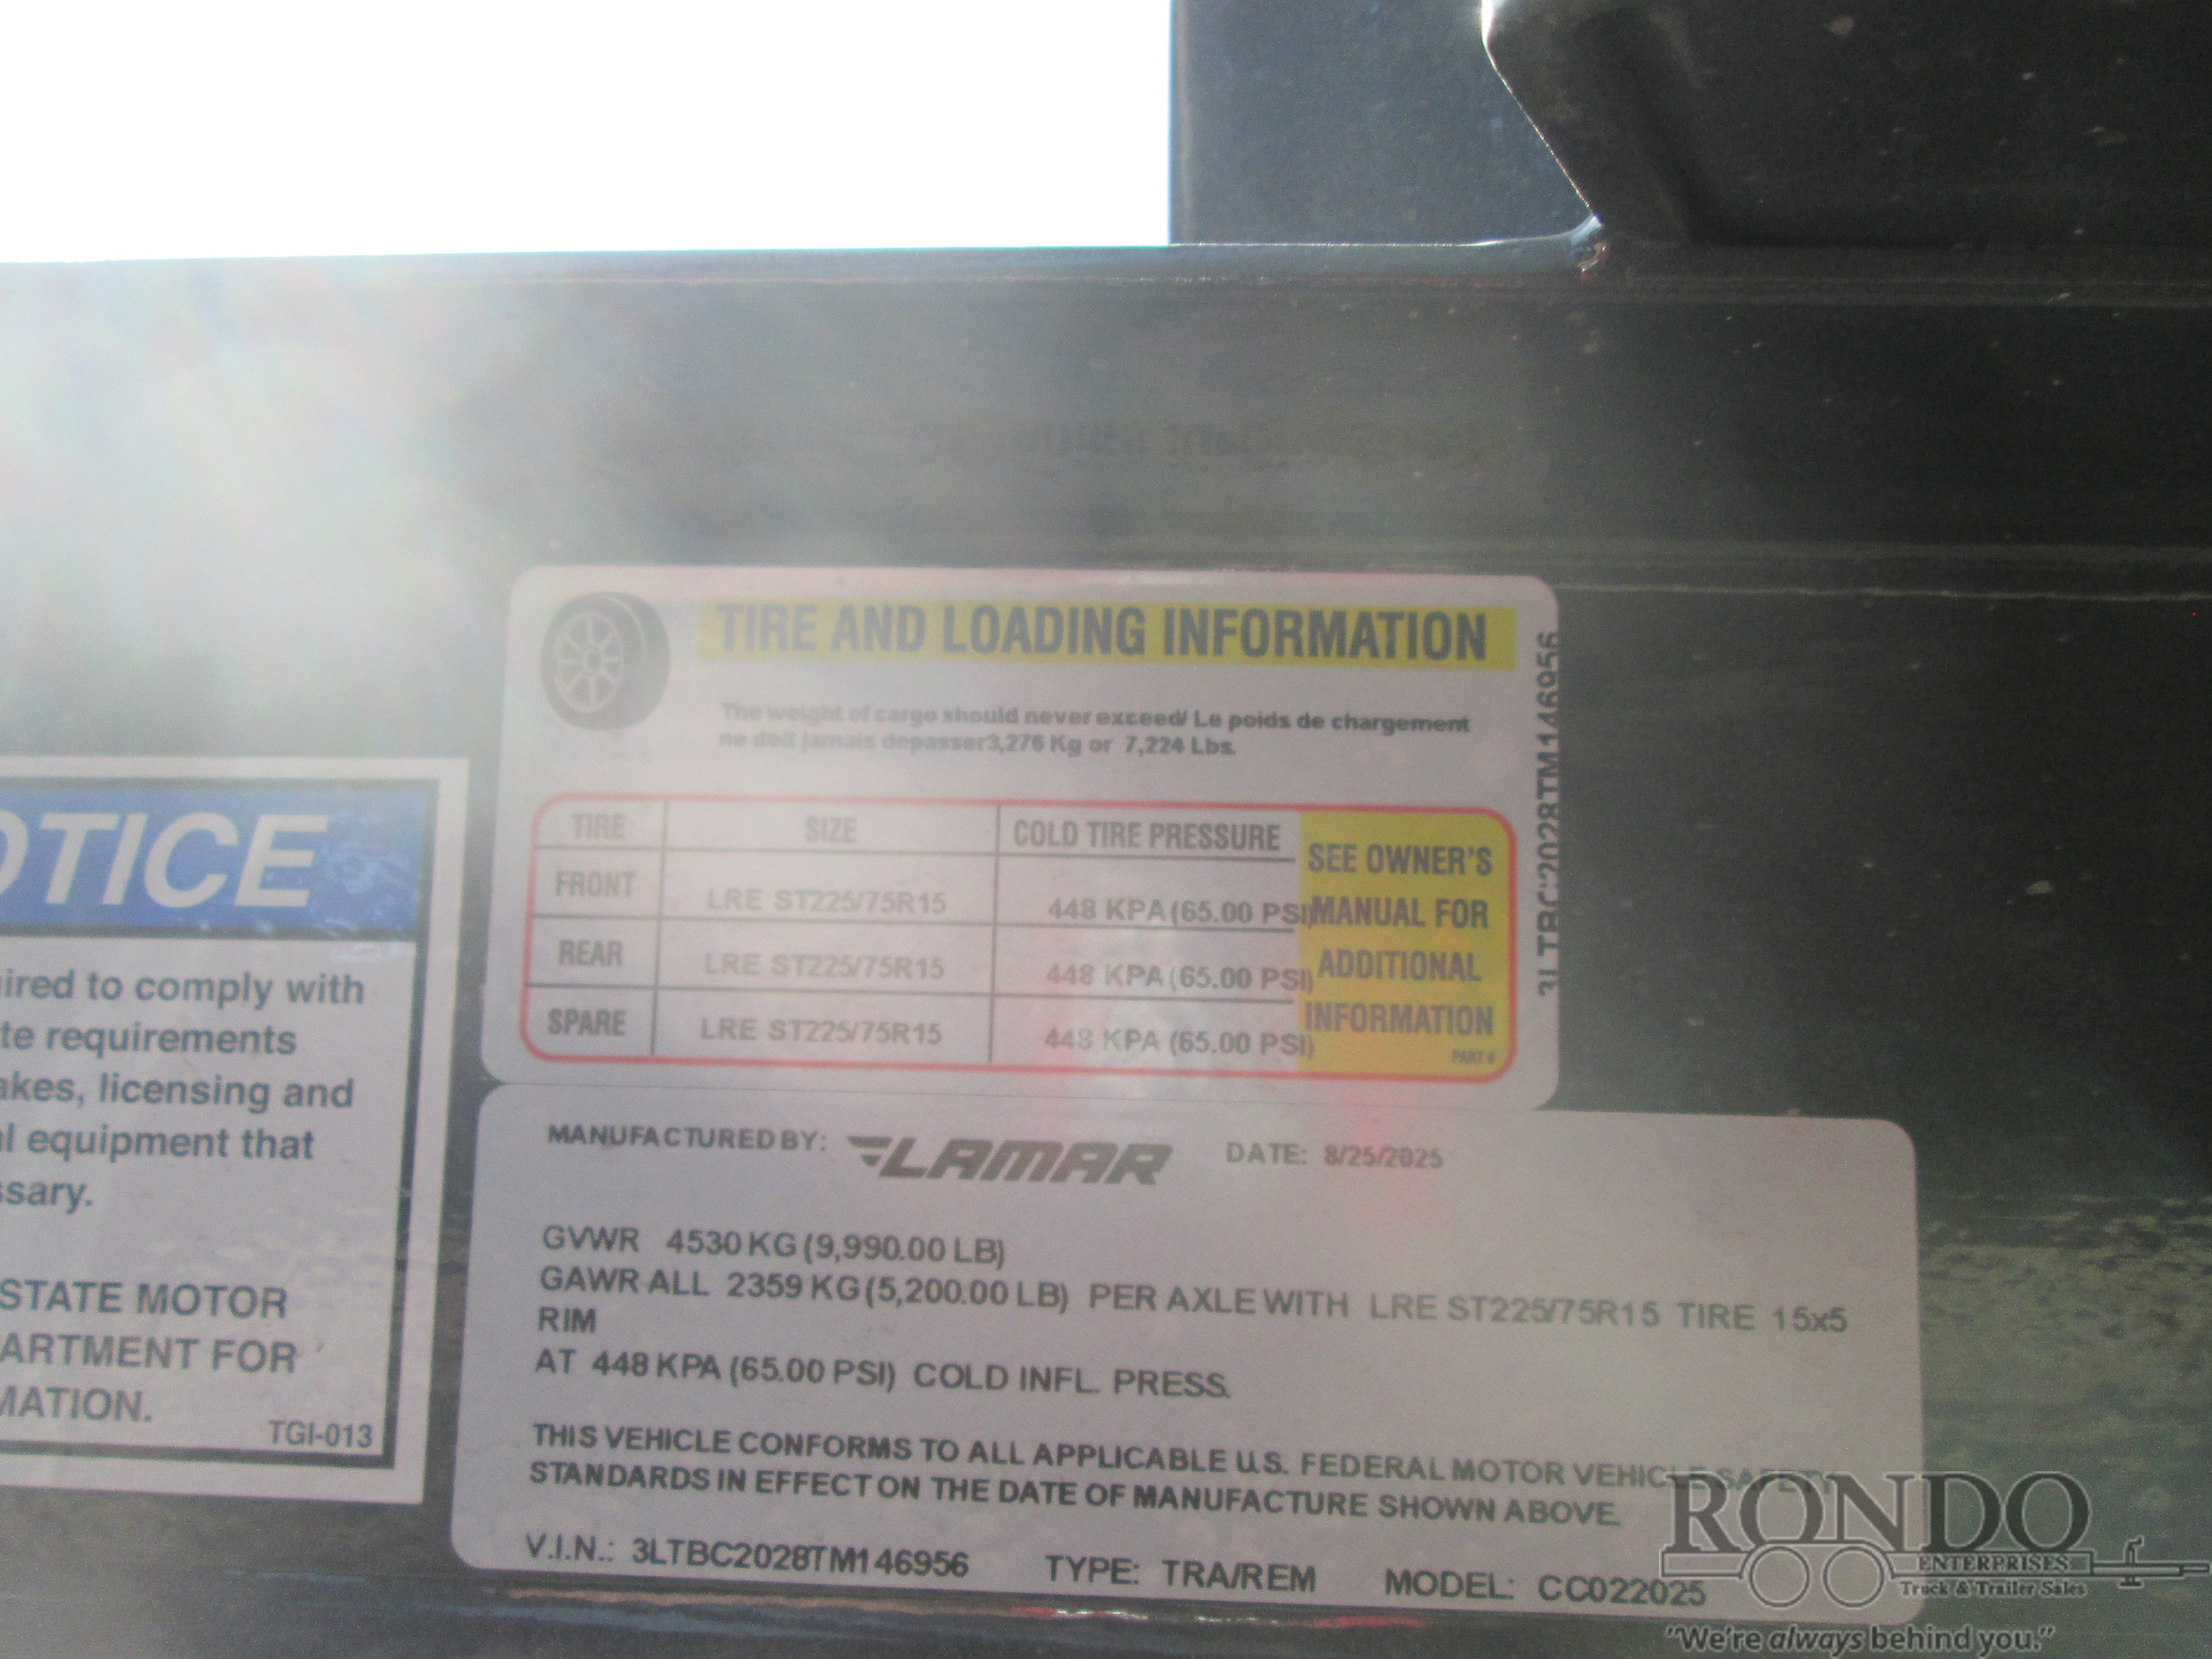 TIRE AND LOADING INFORMATION
The weight of cargo should never exceed/ Le poids de chargement
ne doit jamais depasser3,276 Kg or 7,224 Lbs.
TIRE SIZE COLD TIRE PRESSURE
FRONT LRE ST225/75R15 448 KPA (65.00 PSI)
REAR LRE ST225/75R15 448 KPA (65.00 PSI)
SPARE LRE ST225/75R15 448 KPA (65.00 PSI)
SEE OWNER'S
MANUAL FOR
ADDITIONAL
INFORMATION
PART #
3LTBC2028TM146956
OTICE
ired to comply with
te requirements
akes, licensing and
l equipment that
ssary.
STATE MOTOR
ARTMENT FOR
MATION.
TGI-013
MANUFACTURED BY: LAMAR DATE: 8/25/2025
GVWR 4530 KG (9,990.00 LB)
GAWR ALL 2359 KG (5,200.00 LB) PER AXLE WITH LRE ST225/75R15 TIRE 15x5
RIM
AT 448 KPA (65.00 PSI) COLD INFL. PRESS.
THIS VEHICLE CONFORMS TO ALL APPLICABLE U.S. FEDERAL MOTOR VEHICLE SAFETY
STANDARDS IN EFFECT ON THE DATE OF MANUFACTURE SHOWN ABOVE.
V.I.N.: 3LTBC2028TM146956 TYPE: TRA/REM MODEL: CC022025
RONDO
ENTERPRISES
Truck & Trailer Sales
"We're always behind you."